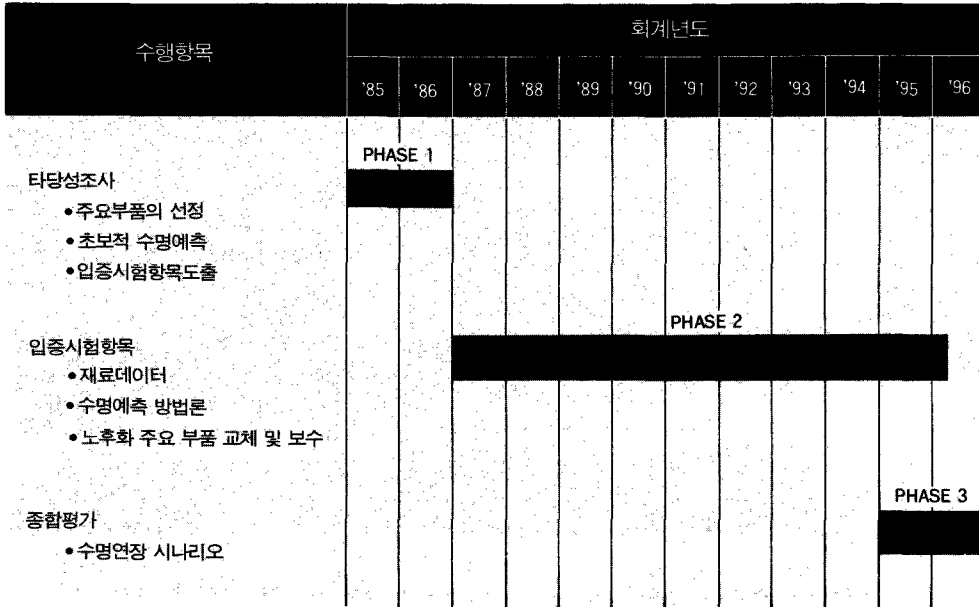 수행항목
회계년도
'85 '86 '87 '88 '89 '90 '91 '92 '93 '94 '95 '96
PHASE 1
타당성조사
• 주요부품의 선정
• 초보적 수명예측
• 입증시험항목도출
PHASE 2
입증시험항목
• 재료데이터
• 수명예측 방법론
• 노후화 주요 부품 교체 및 보수
PHASE 3
종합평가
• 수명연장 시나리오